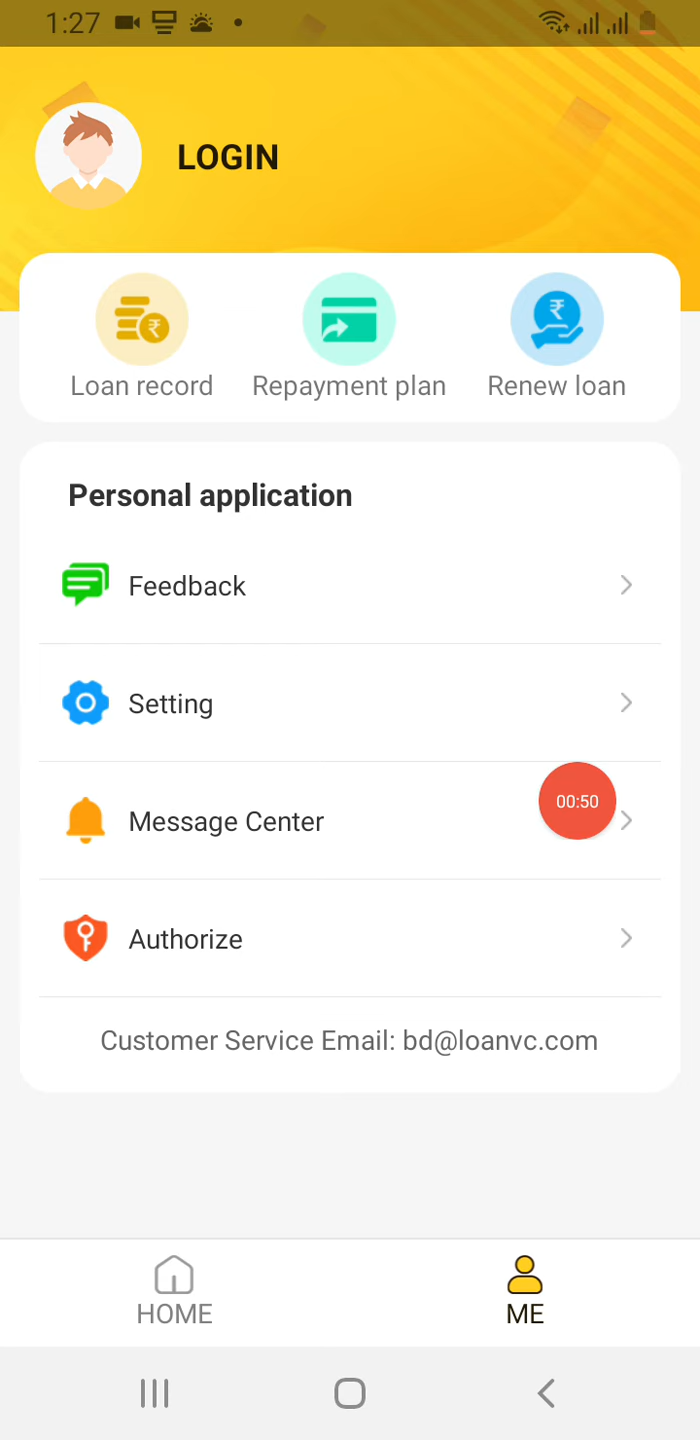 1:27
LOGIN
Loan record
Repayment plan
Renew loan
Personal application
Feedback
Setting
Message Center
00:50
Authorize
Customer Service Email: bd@loanvc.com
HOME
ME